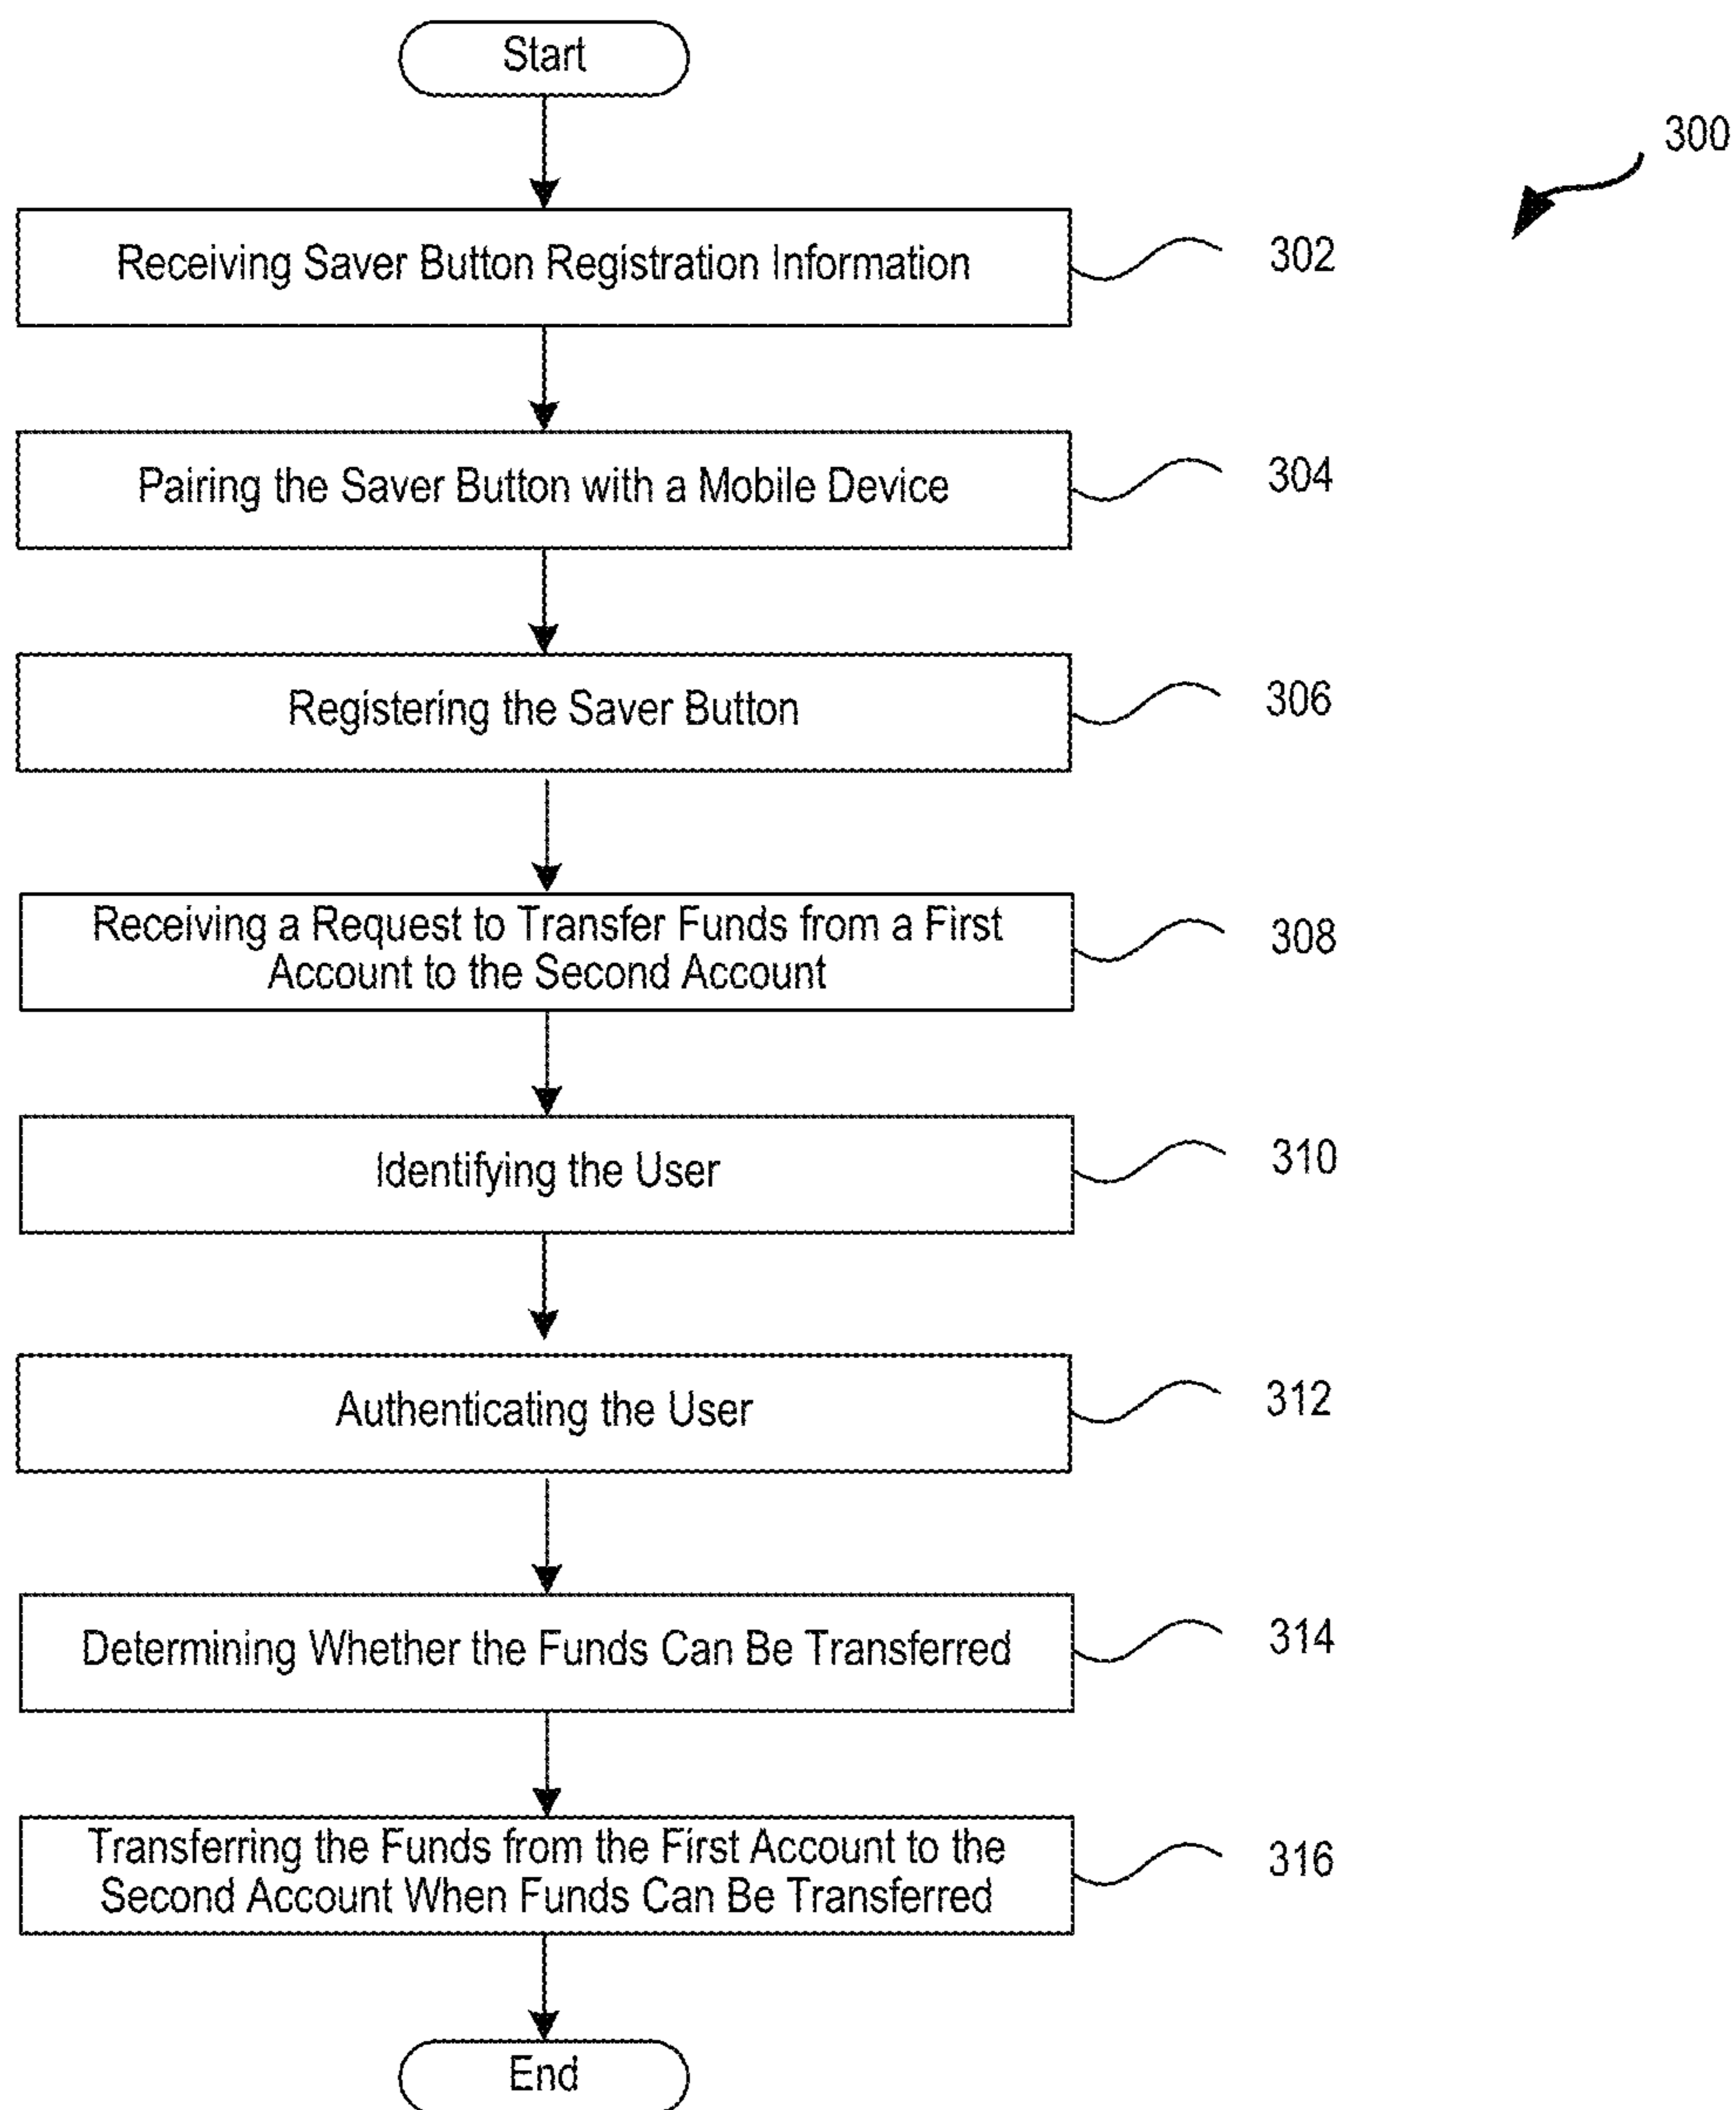 Start
300
Receiving Saver Button Registration Information
302
Pairing the Saver Button with a Mobile Device
304
Registering the Saver Button
306
Receiving a Request to Transfer Funds from a First
Account to the Second Account
308
Identifying the User
310
Authenticating the User
312
Determining Whether the Funds Can Be Transferred
314
Transferring the Funds from the First Account to the
Second Account When Funds Can Be Transferred
316
End